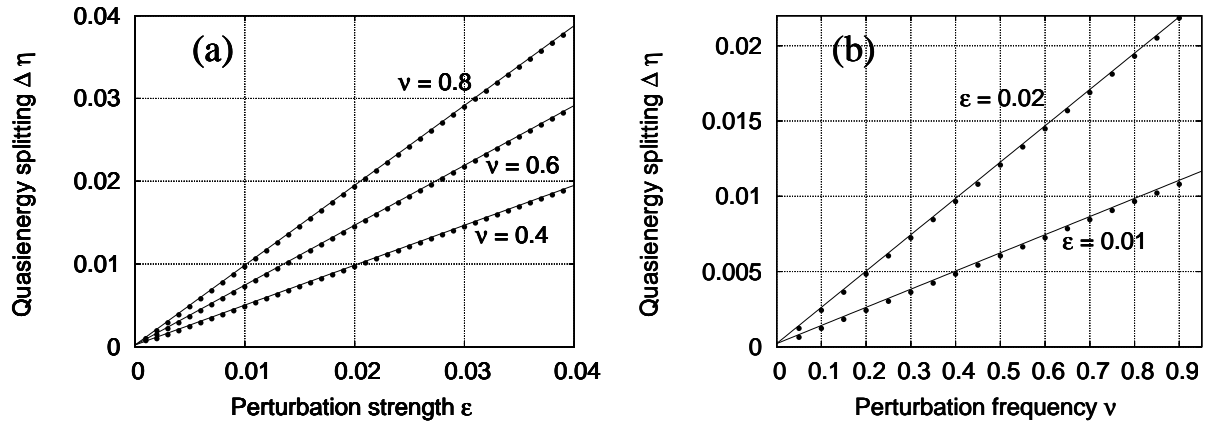 (a)
Quasienergy splitting Δ η
0.04
0.03
0.02
0.01
0
ν = 0.8
ν = 0.6
ν = 0.4
0 0.01 0.02 0.03 0.04
Perturbation strength ε
(b)
Quasienergy splitting Δ η
0.02
0.015
0.01
0.005
0
ε = 0.02
ε = 0.01
0 0.1 0.2 0.3 0.4 0.5 0.6 0.7 0.8 0.9
Perturbation frequency ν